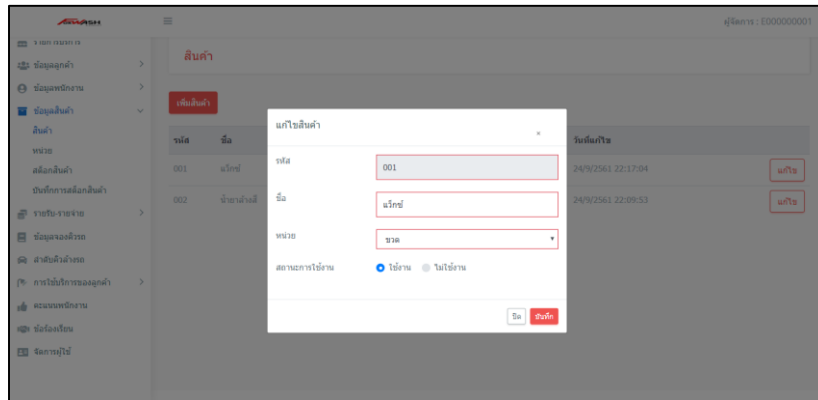 ผู้จัดการ : E000000001
ข้อมูลลูกค้า
ข้อมูลพนักงาน
ข้อมูลสินค้า
สินค้า
หน่วย
สต็อกสินค้า
บันทึกการสต็อกสินค้า
รายรับ-รายจ่าย
ข้อมูลจองคิวรถ
ลำดับคิวล้างรถ
การใช้บริการของลูกค้า
คะแนนพนักงาน
ข้อร้องเรียน
จัดการผู้ใช้
สินค้า
เพิ่มสินค้า
รหัส ชื่อ วันที่แก้ไข
001 แว็กซ์ 24/9/2561 22:17:04 แก้ไข
002 น้ำยาล้างสี 24/9/2561 22:09:53 แก้ไข
แก้ไขสินค้า ×
รหัส 001
ชื่อ แว็กซ์
หน่วย ขวด
สถานะการใช้งาน ใช้งาน ไม่ใช้งาน
ปิด บันทึก